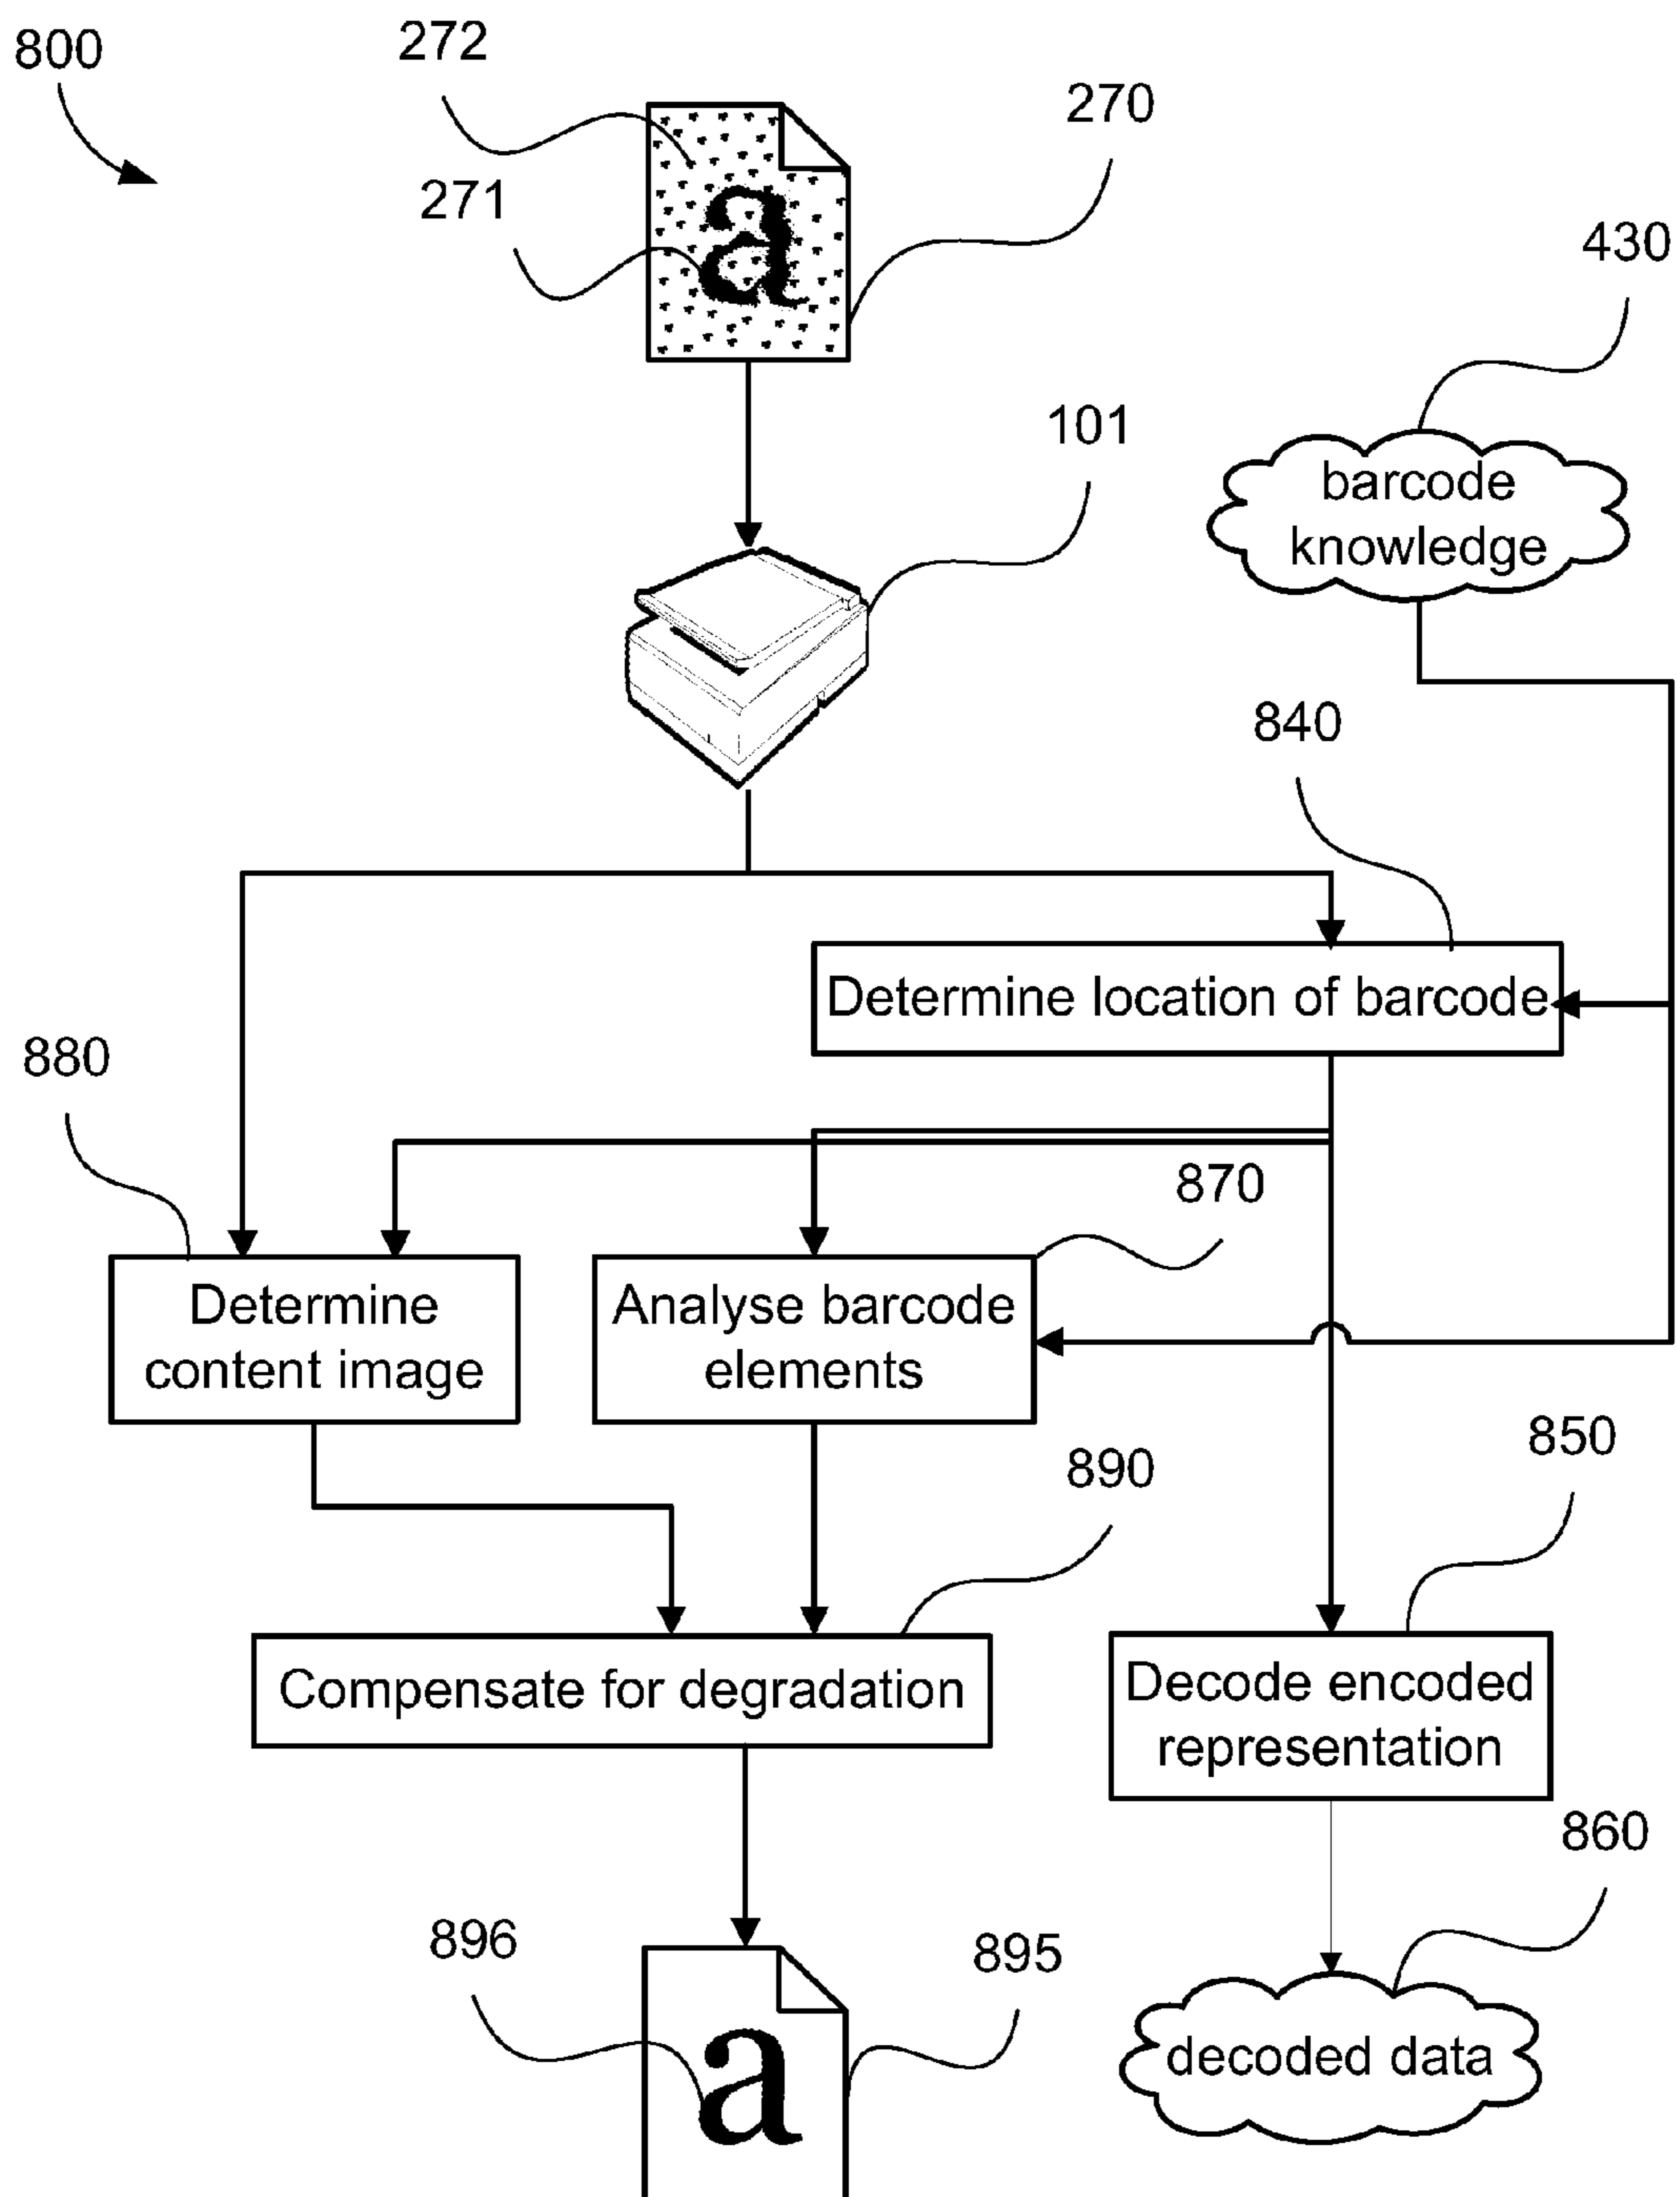 800
272
270
271
a
430
101
barcode
knowledge
840
Determine location of barcode
880
870
Determine
content image
Analyse barcode
elements
850
890
Compensate for degradation
Decode encoded
representation
860
896
895
a
decoded data